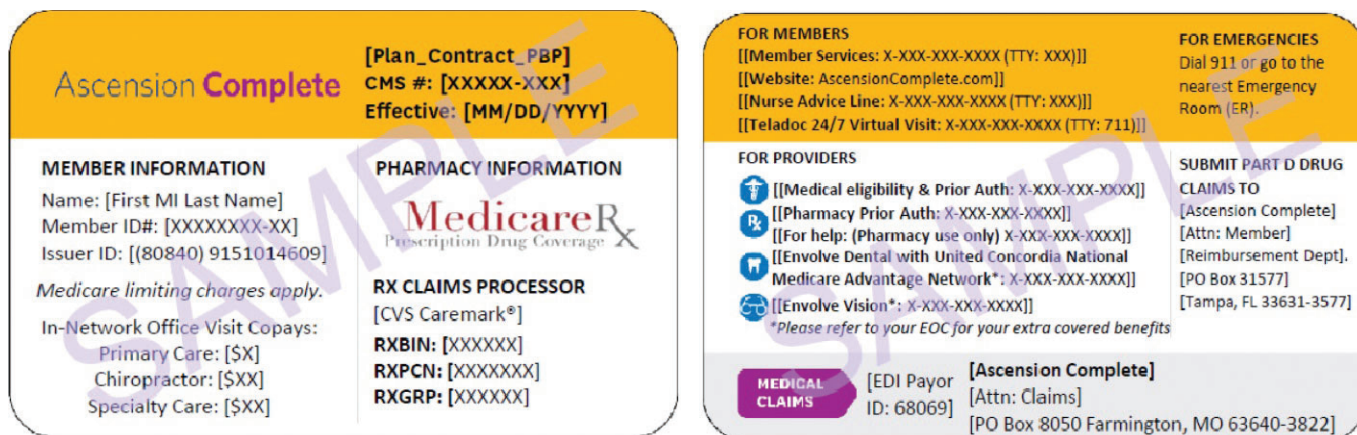 Ascension Complete
[Plan_Contract_PBP]
CMS #: [XXXXX-XXX]
Effective: [MM/DD/YYYY]
MEMBER INFORMATION
Name: [First MI Last Name]
Member ID#: [XXXXXXXX-XX]
Issuer ID: [(80840) 9151014609]
Medicare limiting charges apply.
In-Network Office Visit Copays:
Primary Care: [$X]
Chiropractor: [$XX]
Specialty Care: [$XX]
PHARMACY INFORMATION
MedicareRx
Prescription Drug Coverage
RX CLAIMS PROCESSOR
[CVS Caremark®]
RXBIN: [XXXXXX]
RXPCN: [XXXXXXX]
RXGRP: [XXXXXX]
SAMPLE
FOR MEMBERS
[[Member Services: X-XXX-XXX-XXXX (TTY: XXX)]]
[[Website: AscensionComplete.com]]
[[Nurse Advice Line: X-XXX-XXX-XXXX (TTY: XXX)]]
[[Teladoc 24/7 Virtual Visit: X-XXX-XXX-XXXX (TTY: 711)]]
FOR EMERGENCIES
Dial 911 or go to the
nearest Emergency
Room (ER).
FOR PROVIDERS
[[Medical eligibility & Prior Auth: X-XXX-XXX-XXXX]]
Rx
[[Pharmacy Prior Auth: X-XXX-XXX-XXXX]]
[[For help: (Pharmacy use only) X-XXX-XXX-XXXX]]
[[Envolve Dental with United Concordia National
Medicare Advantage Network*: X-XXX-XXX-XXXX]]
[[Envolve Vision*: X-XXX-XXX-XXXX]]
*Please refer to your EOC for your extra covered benefits
SUBMIT PART D DRUG
CLAIMS TO
[Ascension Complete]
[Attn: Member]
[Reimbursement Dept].
[PO Box 31577]
[Tampa, FL 33631-3577]
MEDICAL
CLAIMS
[EDI Payor
ID: 68069]
[Ascension Complete]
[Attn: Claims]
[PO Box 8050 Farmington, MO 63640-3822]
SAMPLE